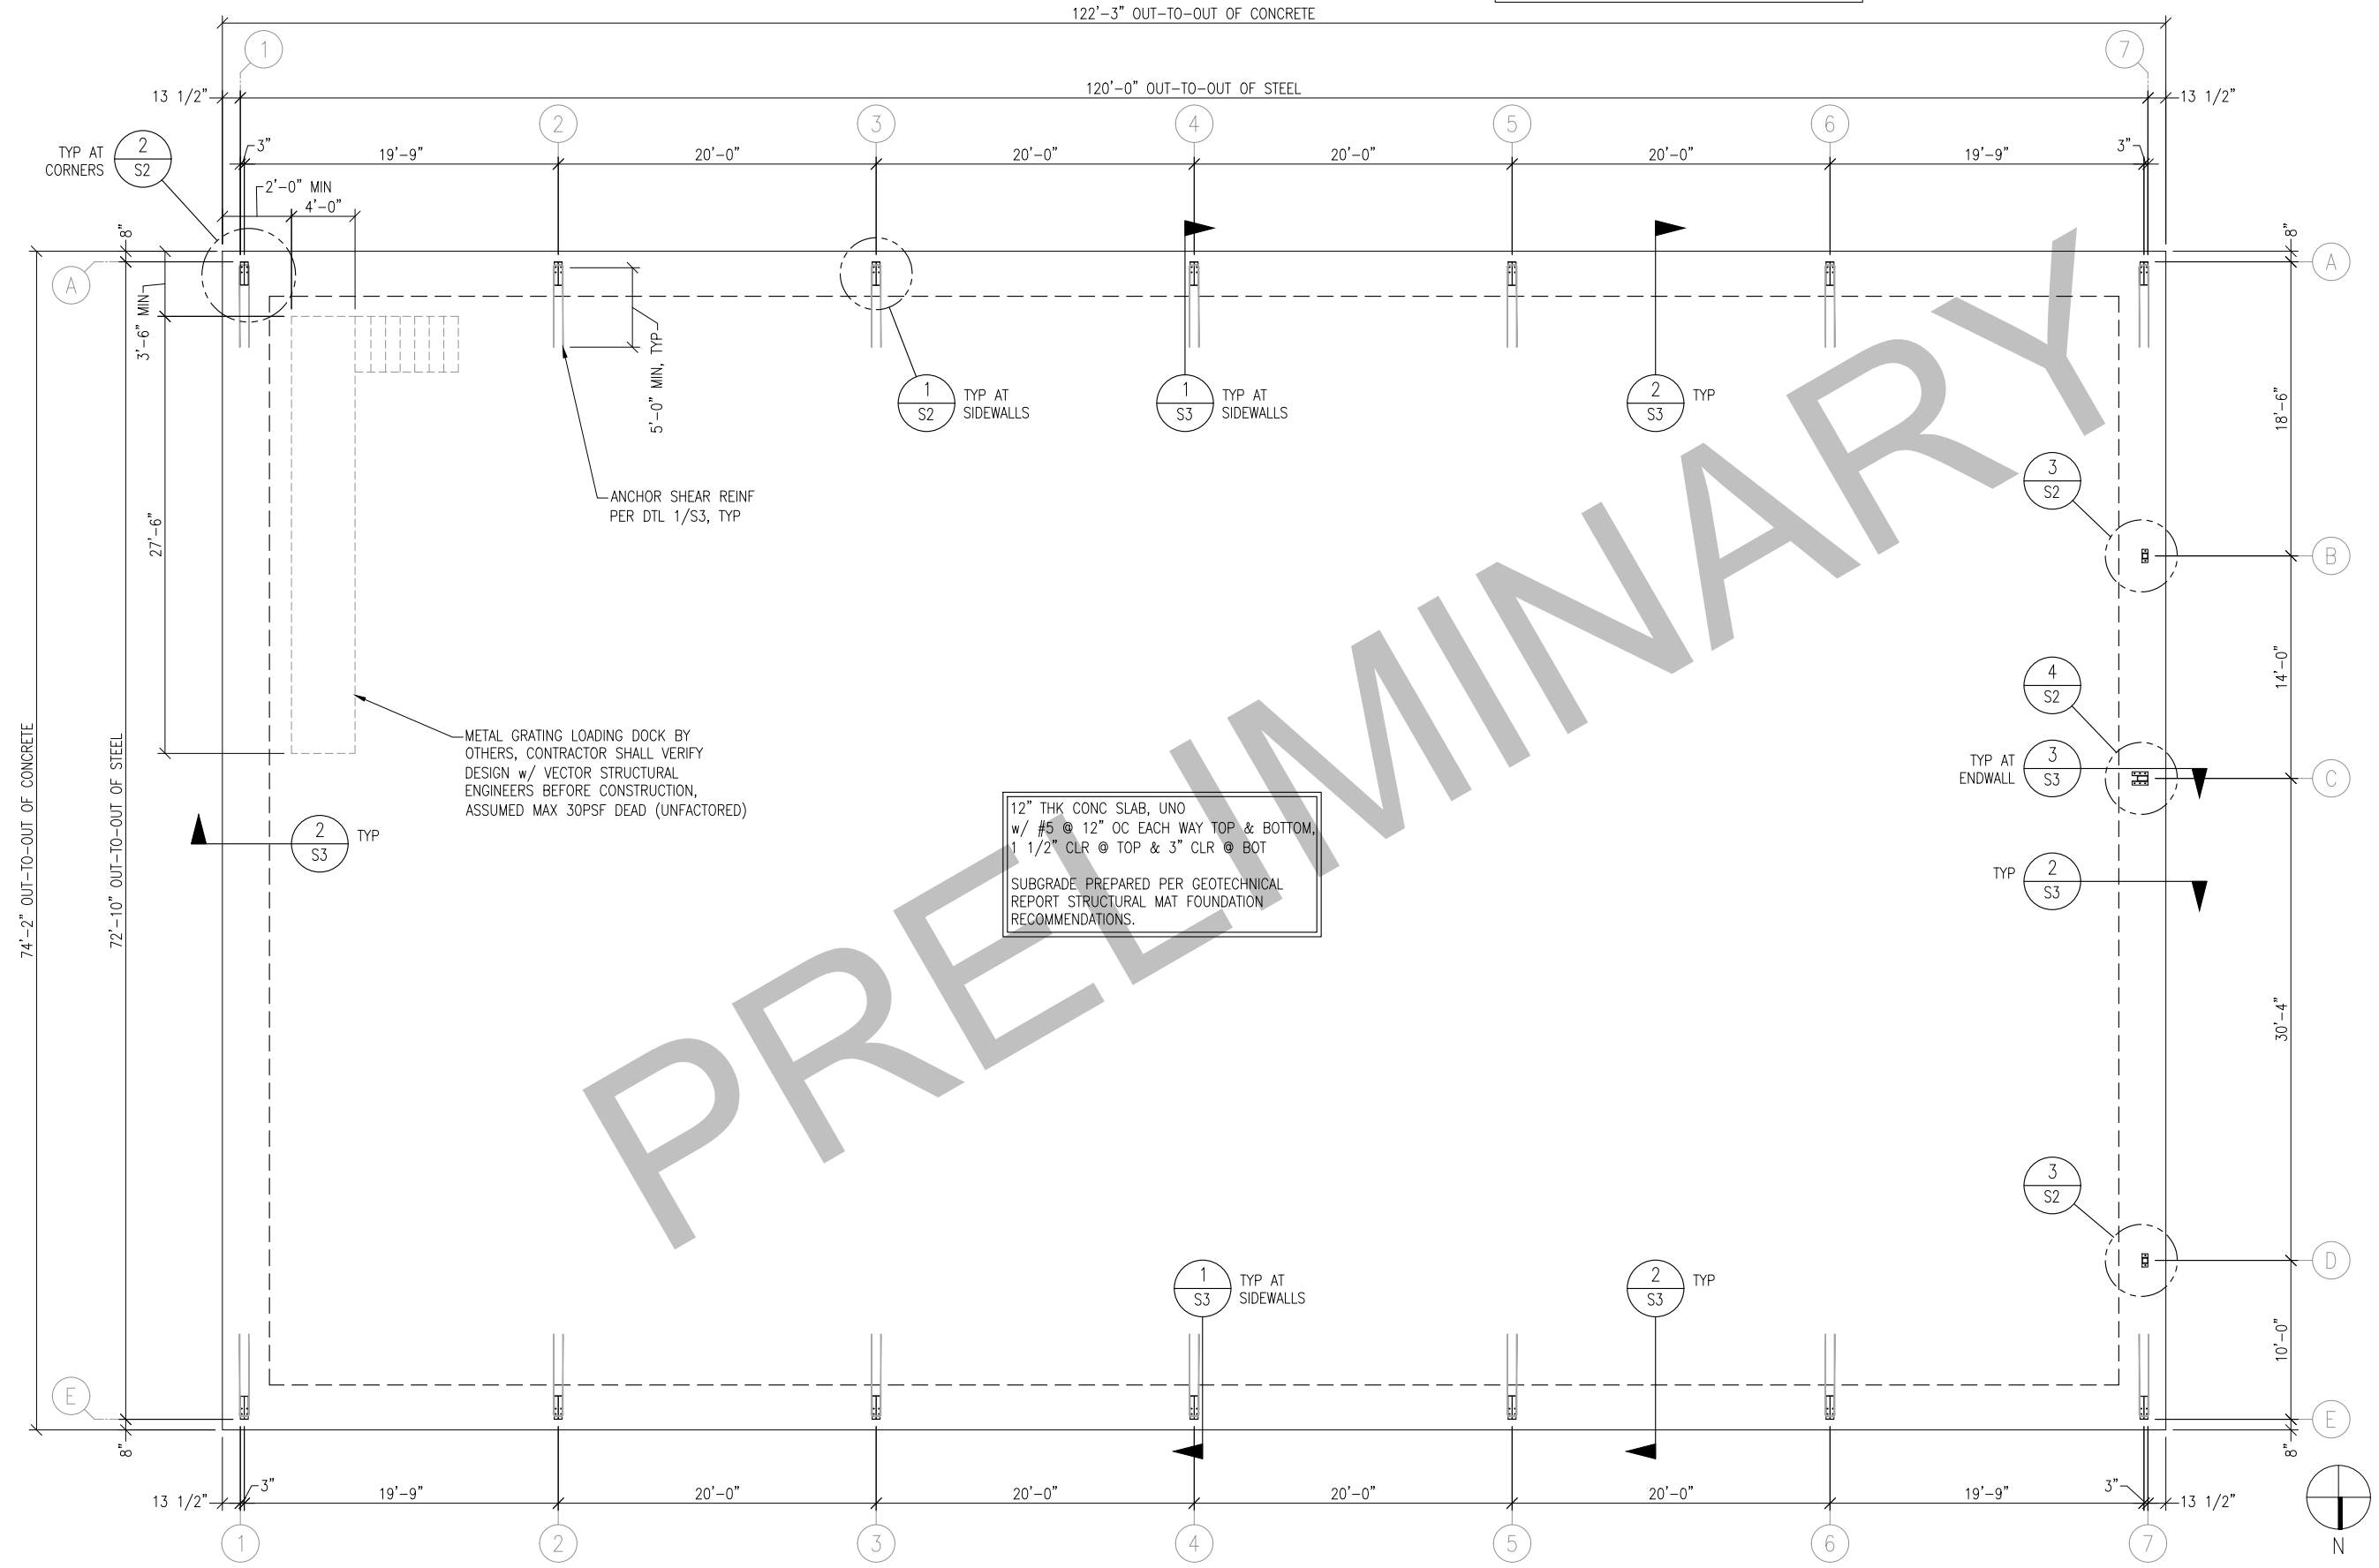 122'-3" OUT-TO-OUT OF CONCRETE
1
7
13 1/2"
120'-0" OUT-TO-OUT OF STEEL
13 1/2"
2
3
4
5
6
TYP AT
CORNERS
2
S2
3"
19'-9"
20'-0"
20'-0"
20'-0"
20'-0"
19'-9"
3"
2'-0" MIN
4'-0"
8"
8"
A
A
3'-6" MIN
5'-0" MIN, TYP
1
S2
TYP AT
SIDEWALLS
1
S3
TYP AT
SIDEWALLS
2
S3
TYP
18'-6"
3
S2
ANCHOR SHEAR REINF
PER DTL 1/S3, TYP
27'-6"
B
14'-0"
4
S2
METAL GRATING LOADING DOCK BY
OTHERS, CONTRACTOR SHALL VERIFY
DESIGN w/ VECTOR STRUCTURAL
ENGINEERS BEFORE CONSTRUCTION,
ASSUMED MAX 30PSF DEAD (UNFACTORED)
TYP AT
ENDWALL
3
S3
C
74'-2" OUT-TO-OUT OF CONCRETE
72'-10" OUT-TO-OUT OF STEEL
2
S3
TYP
12" THK CONC SLAB, UNO
w/ #5 @ 12" OC EACH WAY TOP & BOTTOM,
1 1/2" CLR @ TOP & 3" CLR @ BOT
SUBGRADE PREPARED PER GEOTECHNICAL
REPORT STRUCTURAL MAT FOUNDATION
RECOMMENDATIONS.
TYP
2
S3
PRELIMINARY
30'-4"
3
S2
D
1
S3
TYP AT
SIDEWALLS
2
S3
TYP
10'-0"
E
E
8"
8"
13 1/2"
3"
19'-9"
20'-0"
20'-0"
20'-0"
20'-0"
19'-9"
3"
13 1/2"
1
2
3
4
5
6
7
N